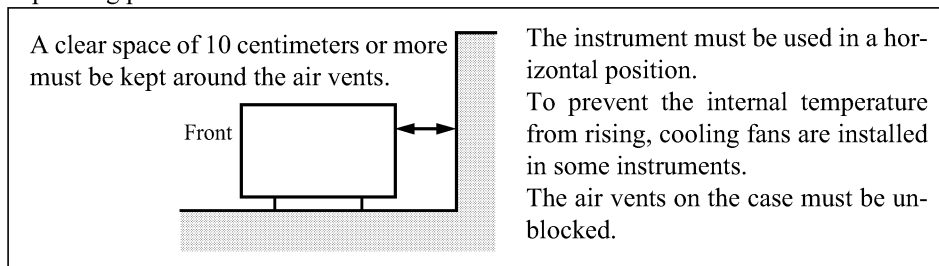 A clear space of 10 centimeters or more
must be kept around the air vents.
Front
The instrument must be used in a hor-
izontal position.
To prevent the internal temperature
from rising, cooling fans are installed
in some instruments.
The air vents on the case must be un-
blocked.